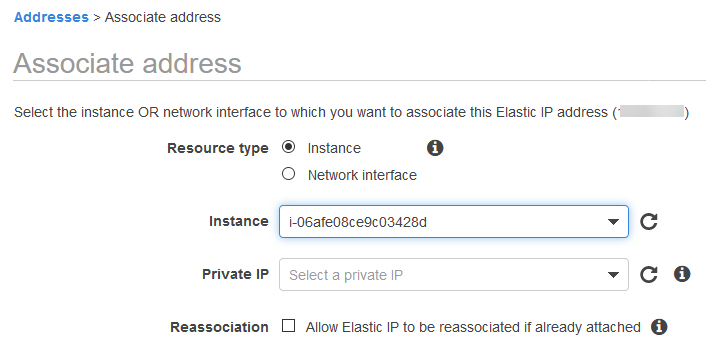 Addresses > Associate address
Associate address
Select the instance OR network interface to which you want to associate this Elastic IP address ( )
Resource type Instance
Network interface
Instance i-06afe08ce9c03428d
Private IP Select a private IP
Reassociation Allow Elastic IP to be reassociated if already attached